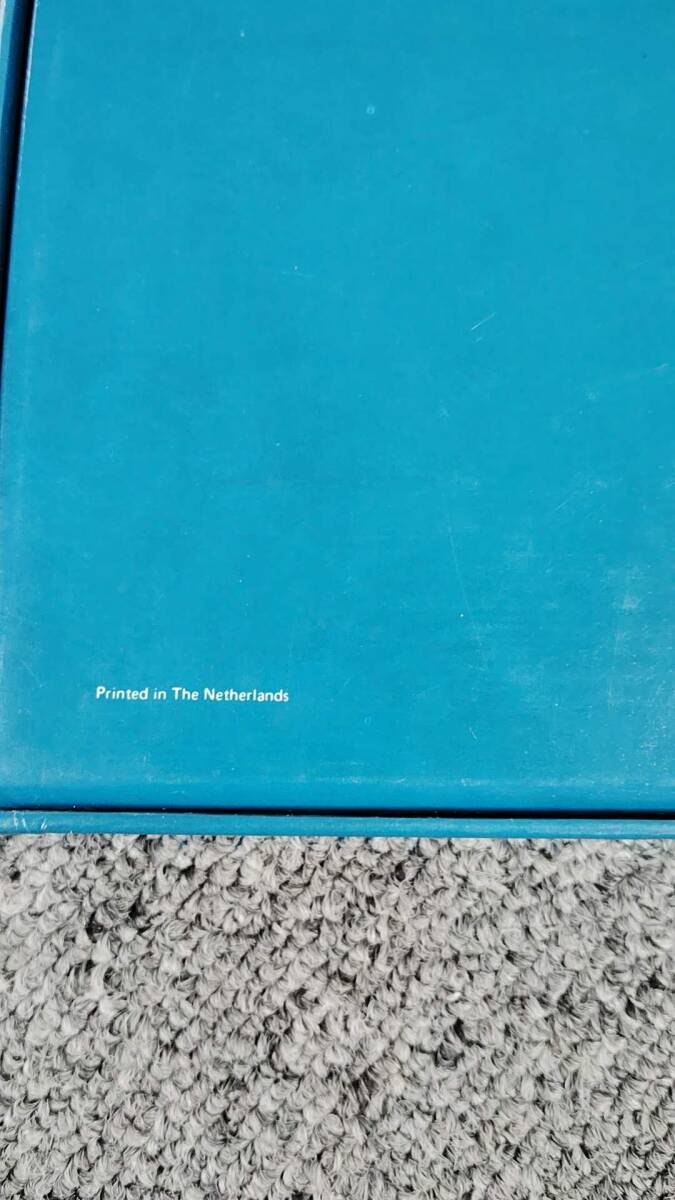 Printed in The Netherlands